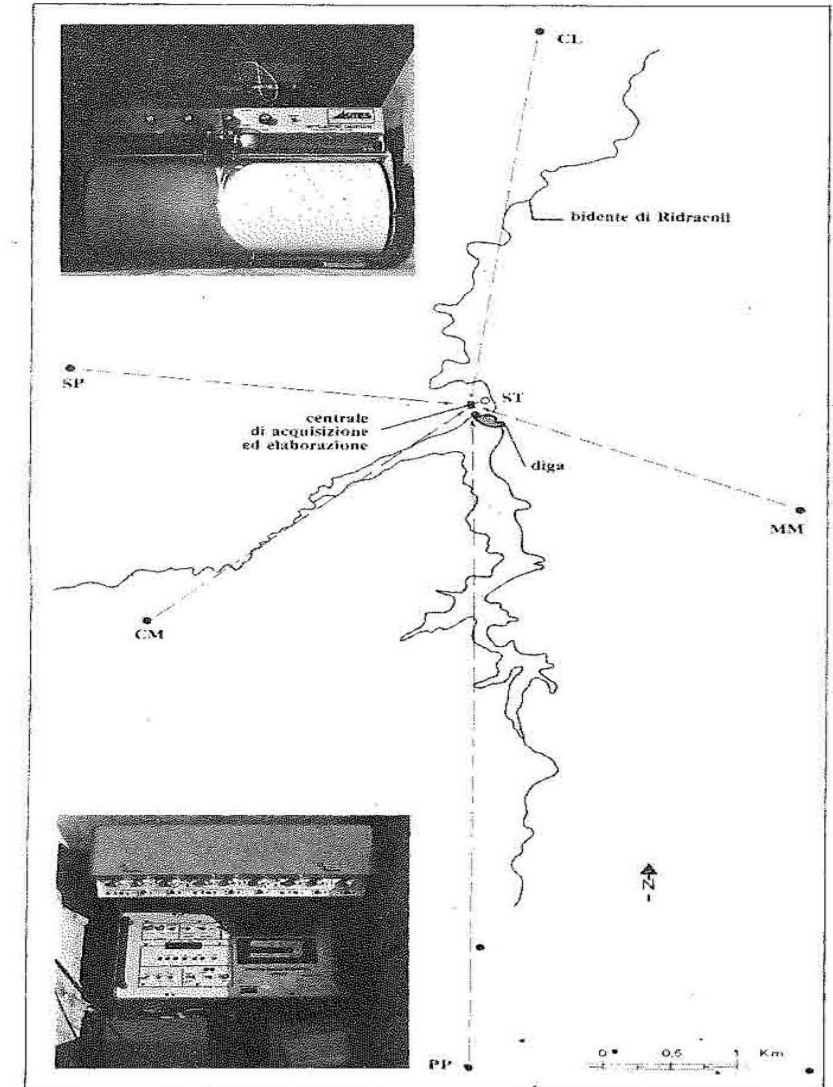 CL
SITES
bidente di Ridracoli
SP
ST
centrale
di acquisizione
ed elaborazione
diga
MM
CM
N
PP
0 0,5 1 Km